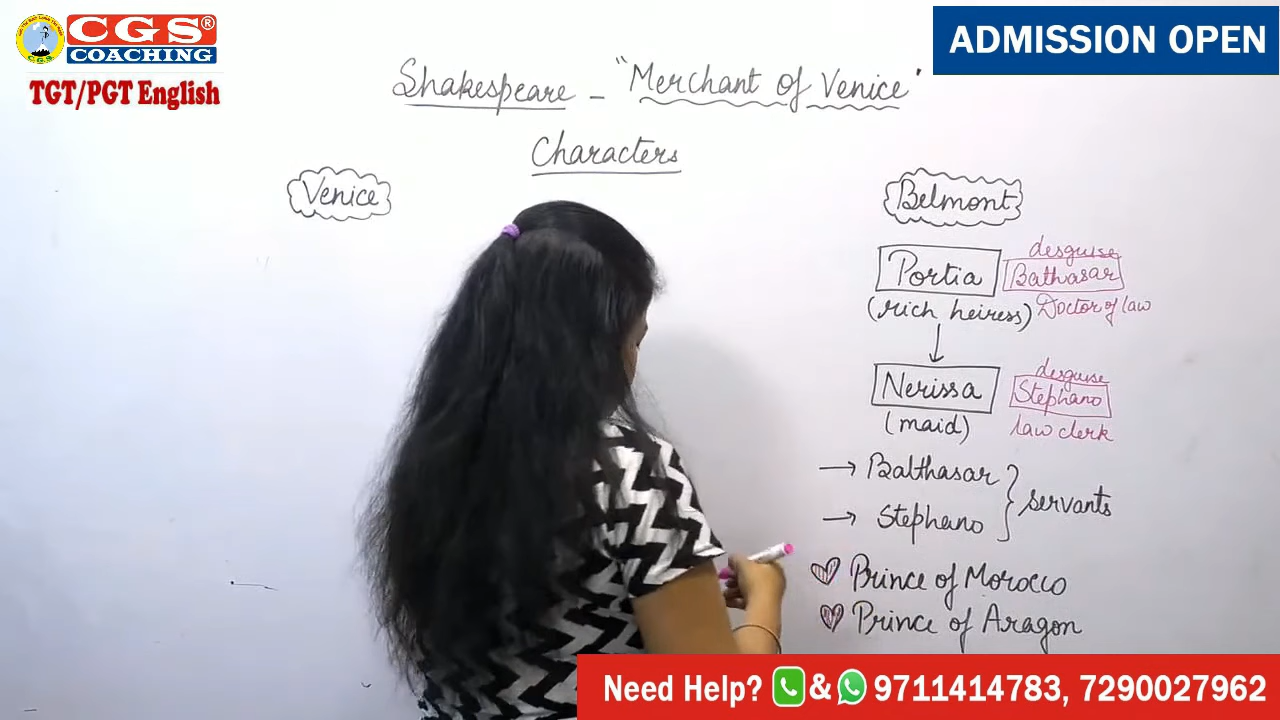 CGS®
COACHING
TGT/PGT English
ADMISSION OPEN
Shakespeare - "Merchant of Venice"
Characters
Venice
Belmont
Portia
desguise
Bathasar
(rich heiress)
Doctor of law
Nerissa
desguise
Stephano
(maid)
law clerk
→ Balthasar
→ Stephano
} servants
Prince of Morocco
Prince of Aragon
Need Help? & 9711414783, 7290027962